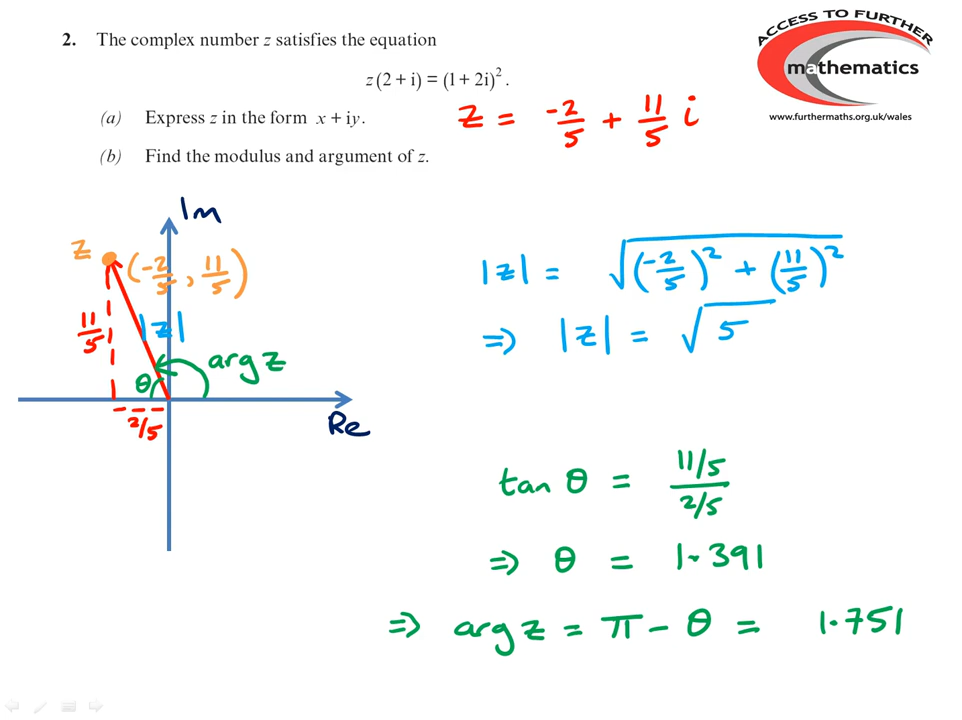 2. The complex number z satisfies the equation
z(2 + i) = (1 + 2i)².
(a) Express z in the form x + iy.
(b) Find the modulus and argument of z.
ACCESS TO FURTHER
mathematics
www.furthermaths.org.uk/wales
z = -2/5 + 11/5 i
Im
z
(-2/5, 11/5)
11/5
|z|
θ
arg z
2/5
Re
|z| = √((-2/5)² + (11/5)²)
⇒ |z| = √5
tan θ = (11/5)/(2/5)
⇒ θ = 1.391
⇒ arg z = π − θ = 1.751